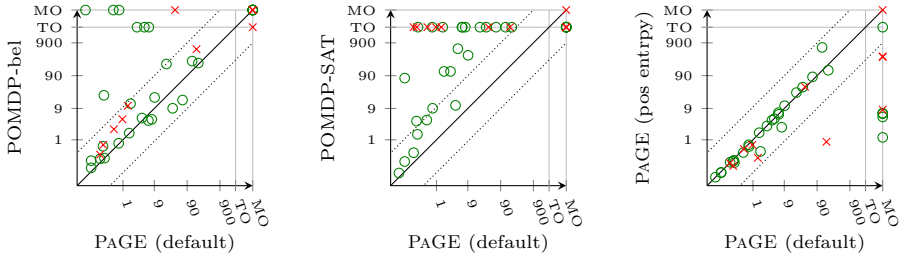 POMDP-bel
MO
TO
900
90
9
1
1
9
90
900
TO
MO
PAGE (default)
POMDP-SAT
MO
TO
900
90
9
1
1
9
90
900
TO
MO
PAGE (default)
PAGE (pos entrpy)
MO
TO
900
90
9
1
1
9
90
900
TO
MO
PAGE (default)